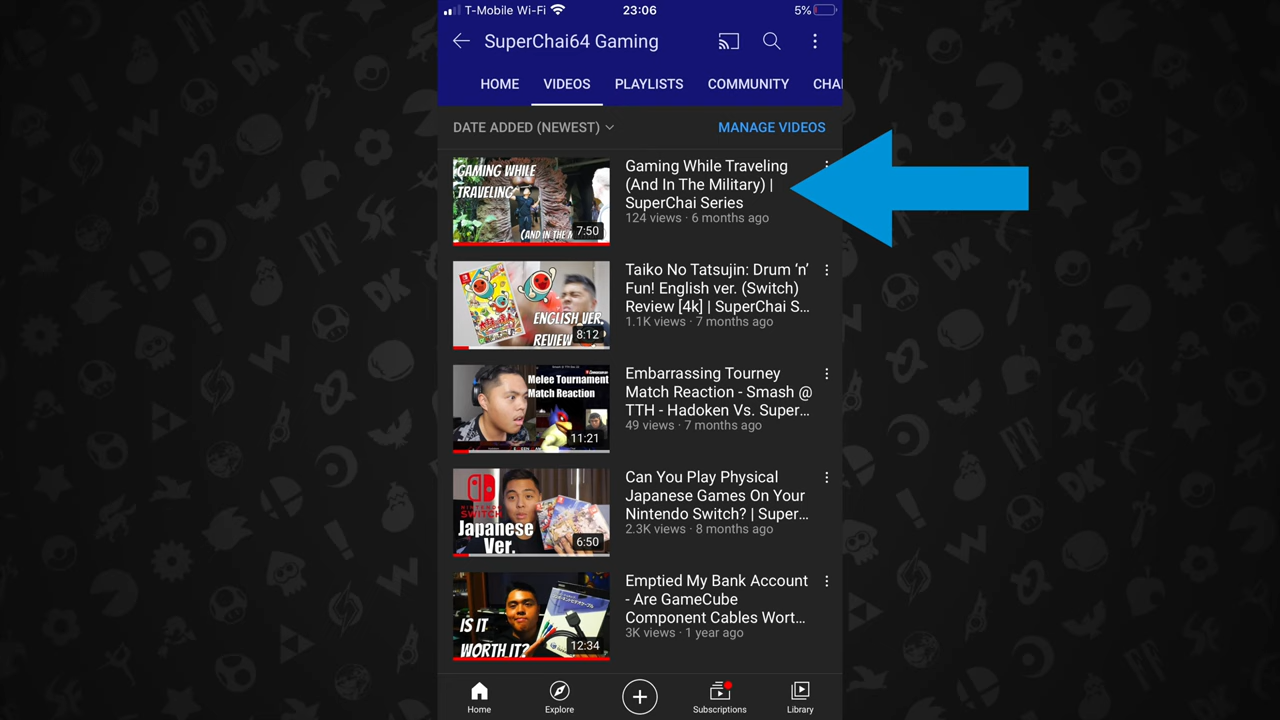 T-Mobile Wi-Fi 23:06 5%
SuperChai64 Gaming
HOME VIDEOS PLAYLISTS COMMUNITY CHA
DATE ADDED (NEWEST) MANAGE VIDEOS
GAMING WHILE
TRAVELING
(AND IN THE M
7:50
Gaming While Traveling
(And In The Military) |
SuperChai Series
124 views · 6 months ago
ENGLISH VER.
REVIEW
8:12
Taiko No Tatsujin: Drum ‘n’
Fun! English ver. (Switch)
Review [4k] | SuperChai S...
1.1K views · 7 months ago
Melee Tournament
Match Reaction
11:21
Embarrassing Tourney
Match Reaction - Smash @
TTH - Hadoken Vs. Super...
49 views · 7 months ago
NINTENDO
SWITCH
Japanese
Ver.
6:50
Can You Play Physical
Japanese Games On Your
Nintendo Switch? | Super...
2.3K views · 8 months ago
IS IT
WORTH IT?
12:34
Emptied My Bank Account
- Are GameCube
Component Cables Wort...
3K views · 1 year ago
Home Explore Subscriptions Library